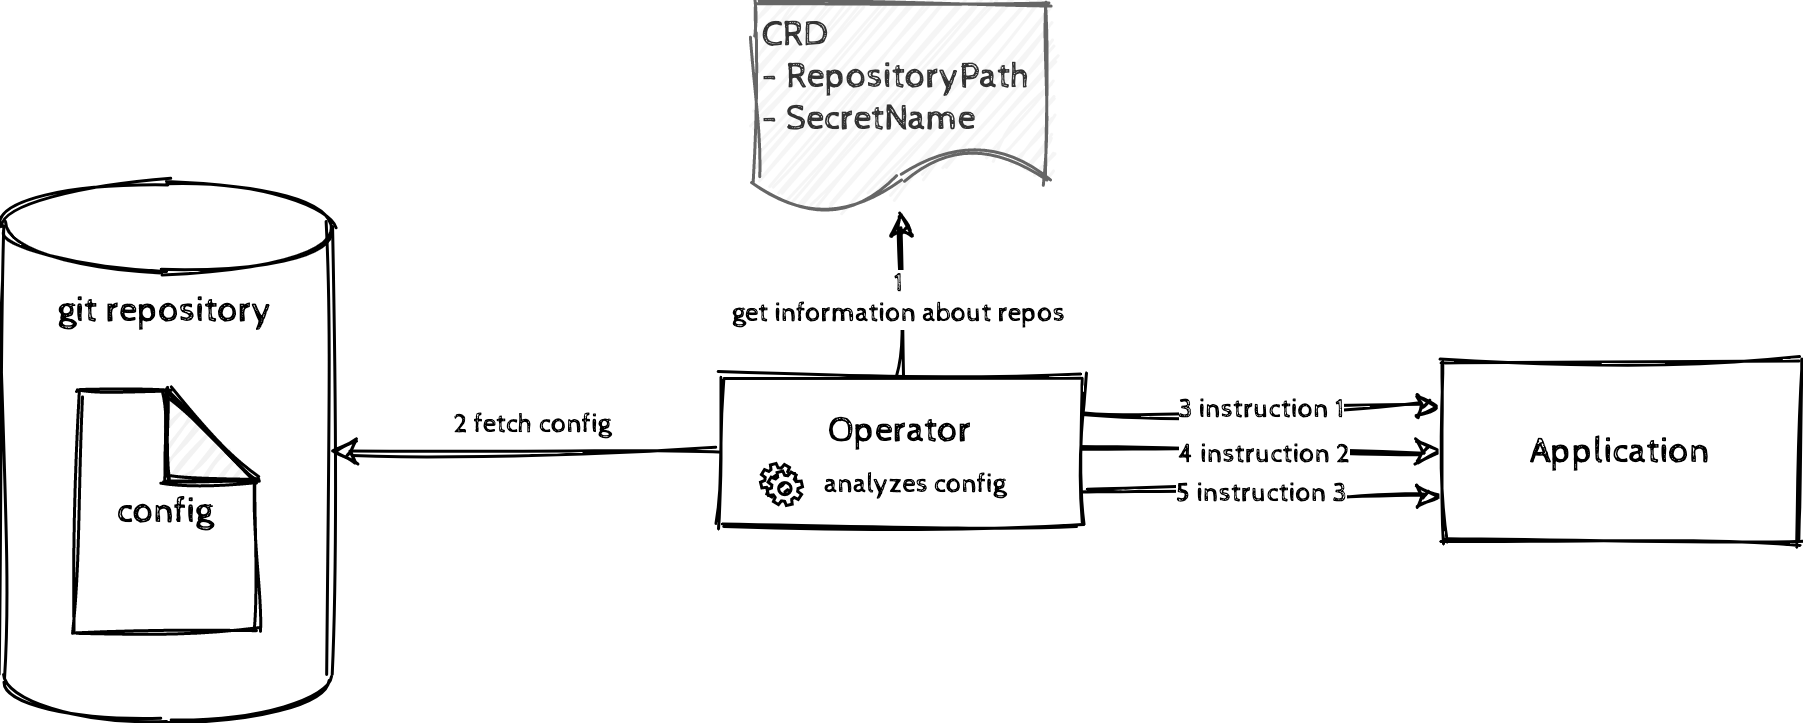 CRD
- RepositoryPath
- SecretName
1
get information about repos
git repository
config
2 fetch config
Operator
analyzes config
3 instruction 1
4 instruction 2
5 instruction 3
Application